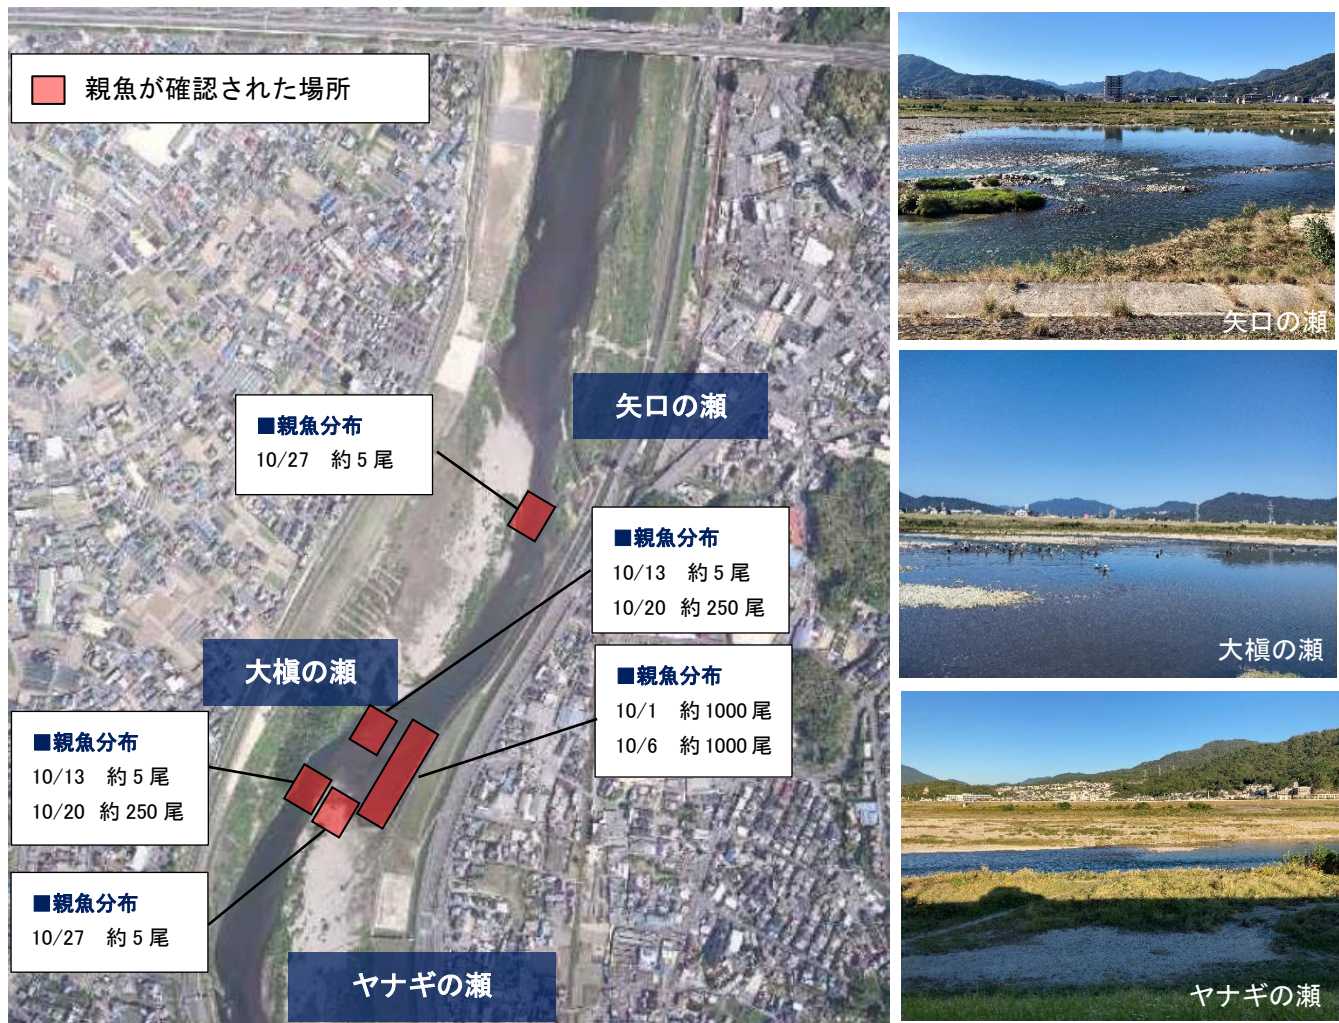 親魚が確認された場所
矢口の瀬
■親魚分布
10/27 約5尾
■親魚分布
10/13 約5尾
10/20 約250尾
大槇の瀬
■親魚分布
10/1 約1000尾
10/6 約1000尾
■親魚分布
10/13 約5尾
10/20 約250尾
■親魚分布
10/27 約5尾
ヤナギの瀬
矢口の瀬
大槇の瀬
ヤナギの瀬